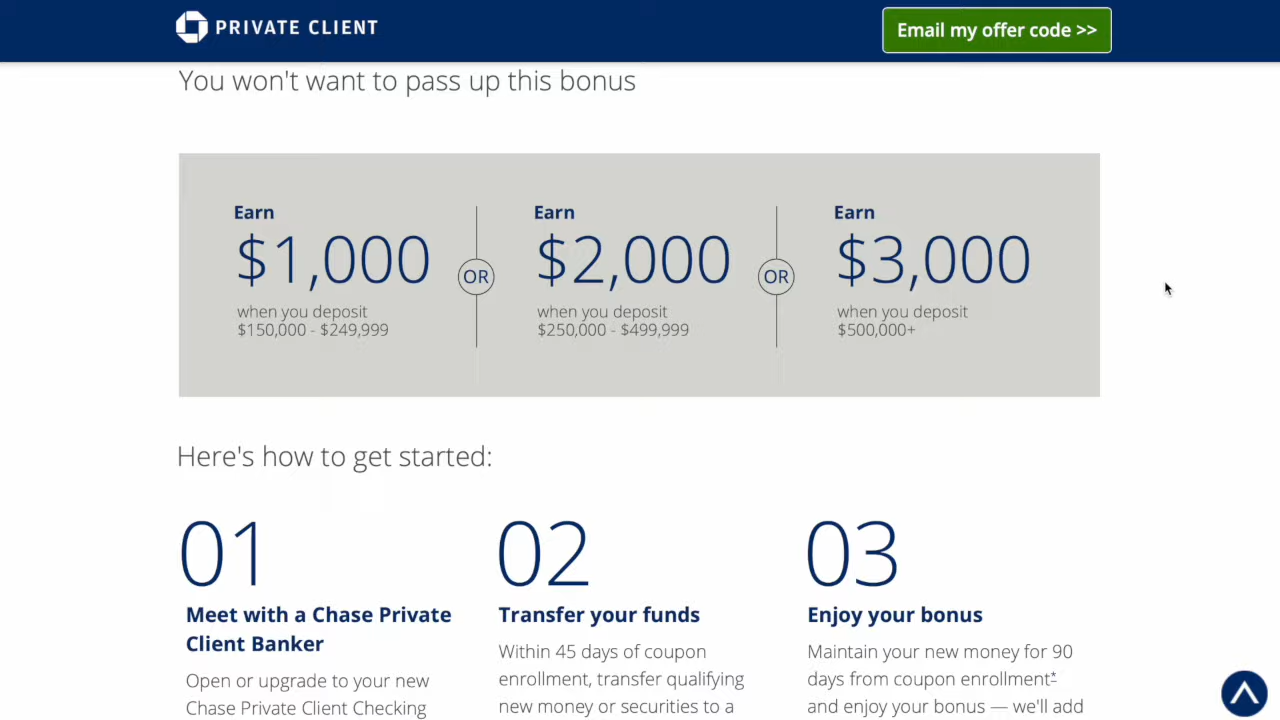 PRIVATE CLIENT
Email my offer code >>
You won't want to pass up this bonus
Earn
$1,000
when you deposit
$150,000 - $249,999
OR
Earn
$2,000
when you deposit
$250,000 - $499,999
OR
Earn
$3,000
when you deposit
$500,000+
Here's how to get started:
01
Meet with a Chase Private
Client Banker
Open or upgrade to your new
Chase Private Client Checking
02
Transfer your funds
Within 45 days of coupon
enrollment, transfer qualifying
new money or securities to a
03
Enjoy your bonus
Maintain your new money for 90
days from coupon enrollment*
and enjoy your bonus — we'll add